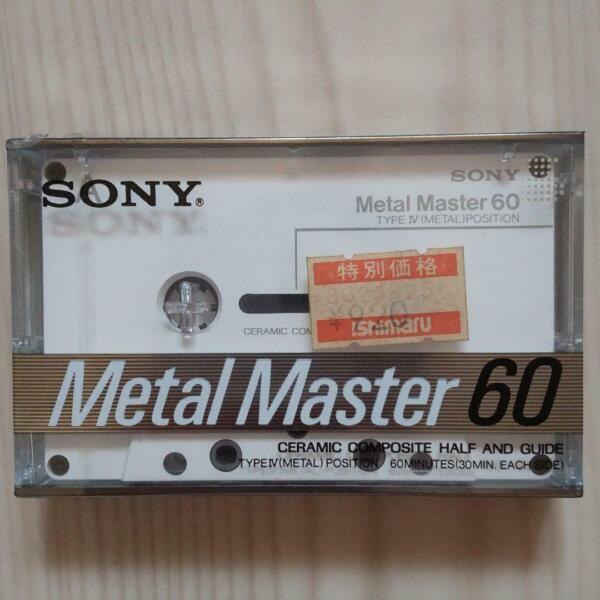 SONY®
SONY
Metal Master 60
TYPE IV (METAL) POSITION
特別価格
ishimaru
CERAMIC
Metal Master 60
CERAMIC COMPOSITE HALF AND GUIDE
TYPE IV (METAL) POSITION 60MINUTES (30MIN. EACH SIDE)